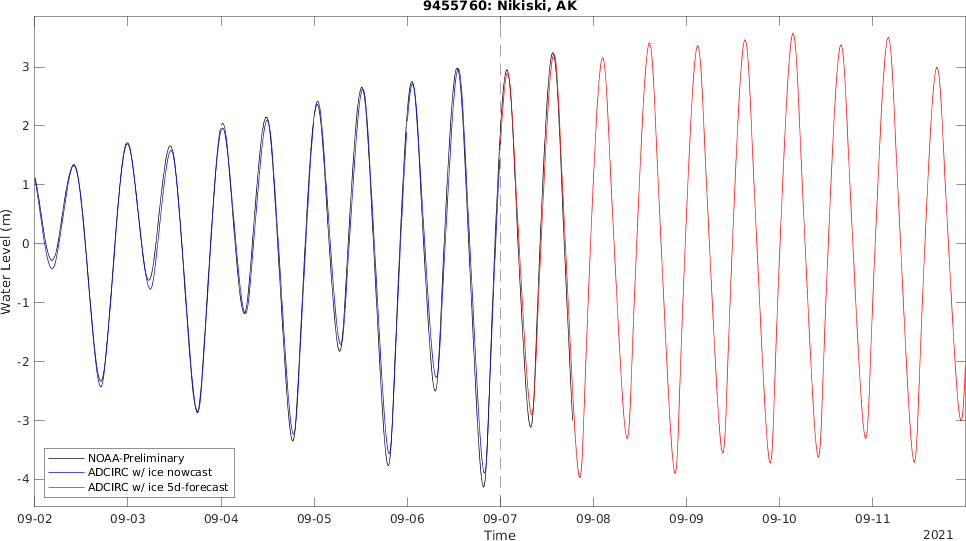 9455760: Nikiski, AK
Water Level (m)
3
2
1
0
-1
-2
-3
-4
NOAA-Preliminary
ADCIRC w/ ice nowcast
ADCIRC w/ ice 5d-forecast
09-02 09-03 09-04 09-05 09-06 09-07 09-08 09-09 09-10 09-11
Time
2021